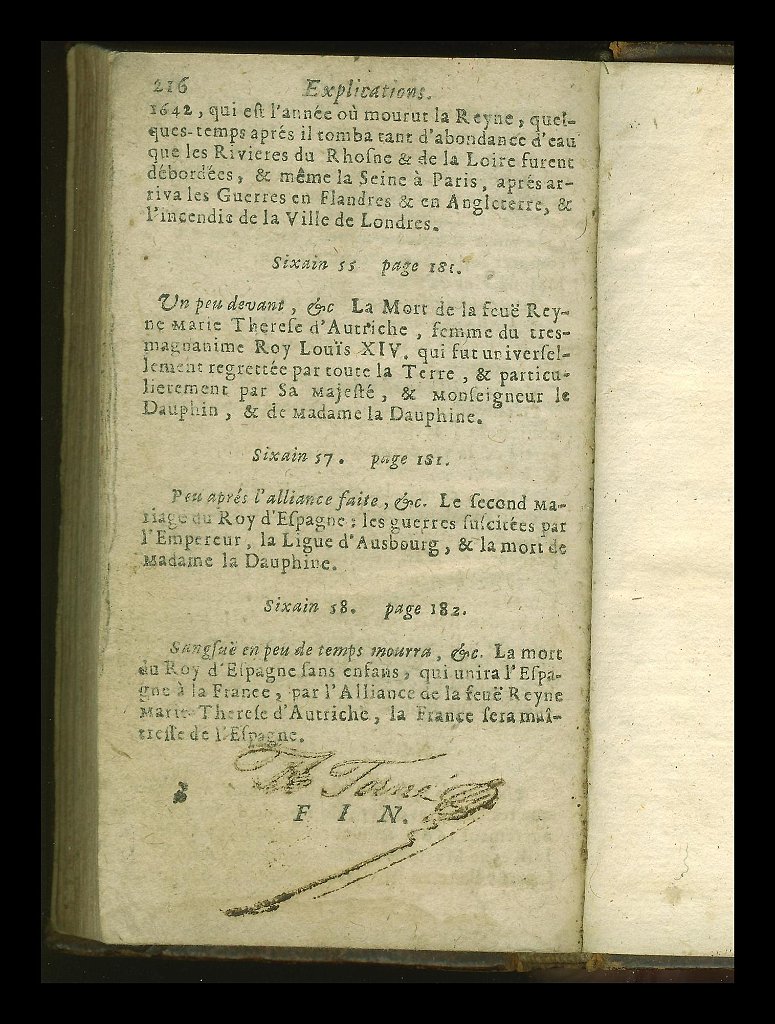 216 Explications.
1642, qui eſt l'année où mourut la Reyne, quel-
ques-temps aprés il tomba tant d'abondance d'eau
que les Rivieres du Rhoſne & de la Loire furent
débordées, & même la Seine à Paris, aprés ar-
riva les Guerres en Flandres & en Angleterre, &
l'incendie de la Ville de Londres.
Sixain 55 page 181.
Un peu devant, &c La Mort de la feuë Rey-
ne Marie Thereſe d'Autriche, femme du tres-
magnanime Roy Louïs XIV. qui fut univerſel-
lement regrettée par toute la Terre, & particu-
lierement par Sa Majeſté, & Monſeigneur le
Dauphin, & de Madame la Dauphine.
Sixain 57. page 181.
Peu aprés l'alliance faite, &c. Le ſecond Ma-
riage du Roy d'Eſpagne: les guerres ſuſcitées par
l'Empereur, la Ligue d'Ausbourg, & la mort de
Madame la Dauphine.
Sixain 58. page 182.
Sangſuë en peu de temps mourra, &c. La mort
du Roy d'Eſpagne ſans enfans, qui unira l'Eſpa-
gne à la France, par l'Alliance de la feuë Reyne
Marie-Thereſe d'Autriche, la France ſera maî-
treſſe de l'Eſpagne.
FIN.